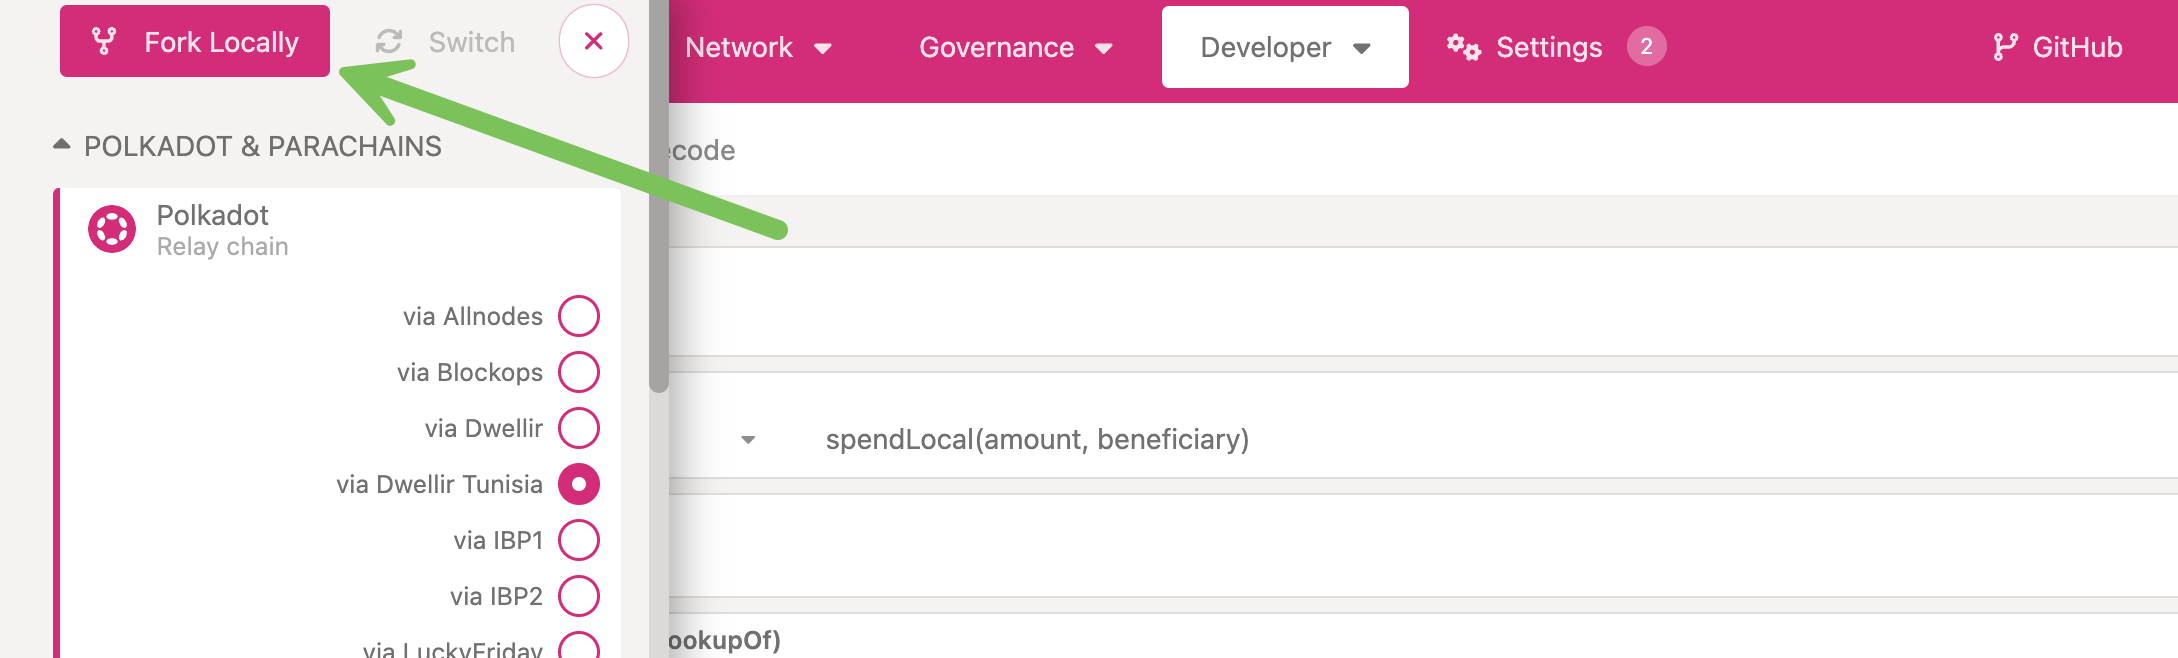 Fork Locally
Switch
Network
Governance
Developer
Settings
2
GitHub
POLKADOT & PARACHAINS
Polkadot
Relay chain
via Allnodes
via Blockops
via Dwellir
via Dwellir Tunisia
via IBP1
via IBP2
via LuckyFriday
ecode
spendLocal(amount, beneficiary)
ookupOf)